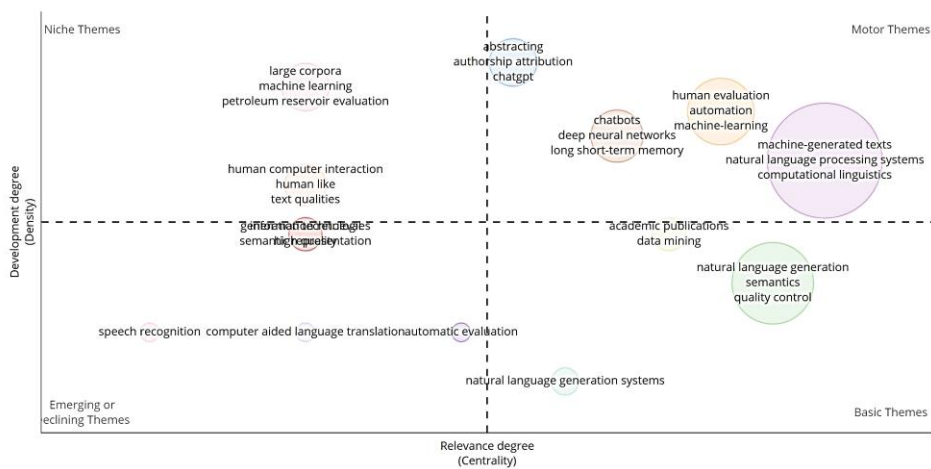 Niche Themes
Motor Themes
abstracting
authorship attribution
chatgpt
large corpora
machine learning
petroleum reservoir evaluation
human evaluation
automation
machine-learning
chatbots
deep neural networks
long short-term memory
machine-generated texts
natural language processing systems
computational linguistics
human computer interaction
human like
text qualities
high quality
academic publications
data mining
natural language generation
semantics
quality control
speech recognition
computer aided language translation
automatic evaluation
natural language generation systems
Emerging or
eclining Themes
Basic Themes
Relevance degree
(Centrality)
Development degree
(Density)